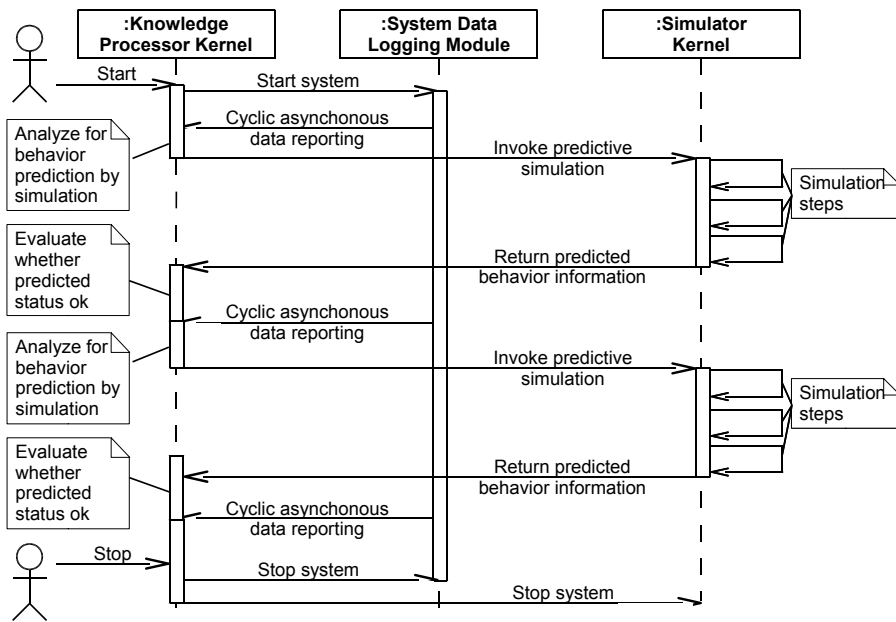 :Knowledge
Processor Kernel
:System Data
Logging Module
:Simulator
Kernel
Start
Start system
Cyclic asynchonous
data reporting
Analyze for
behavior
prediction by
simulation
Invoke predictive
simulation
Simulation
steps
Evaluate
whether
predicted
status ok
Return predicted
behavior information
Cyclic asynchonous
data reporting
Analyze for
behavior
prediction by
simulation
Invoke predictive
simulation
Simulation
steps
Evaluate
whether
predicted
status ok
Return predicted
behavior information
Cyclic asynchonous
data reporting
Stop
Stop system
Stop system